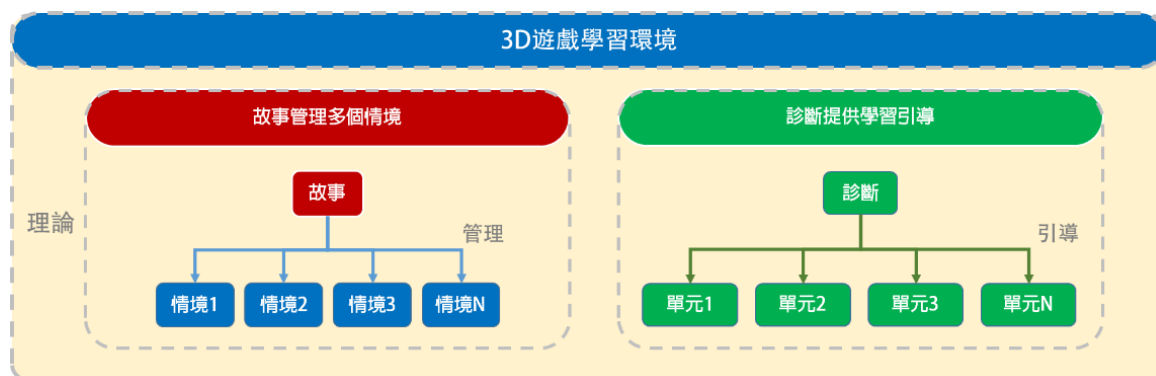 3D遊戲學習環境
理論
故事管理多個情境
故事
管理
情境1
情境2
情境3
情境N
診斷提供學習引導
診斷
引導
單元1
單元2
單元3
單元N